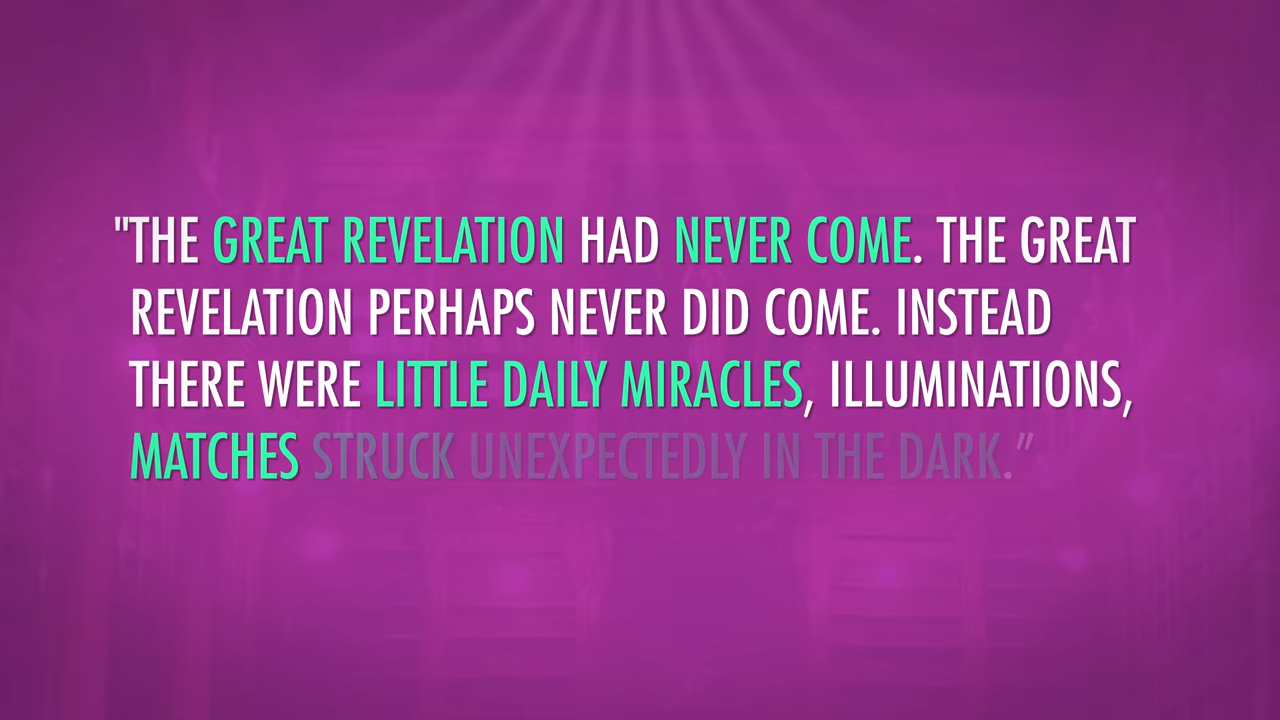 "THE GREAT REVELATION HAD NEVER COME. THE GREAT
REVELATION PERHAPS NEVER DID COME. INSTEAD
THERE WERE LITTLE DAILY MIRACLES, ILLUMINATIONS,
MATCHES STRUCK UNEXPECTEDLY IN THE DARK.”